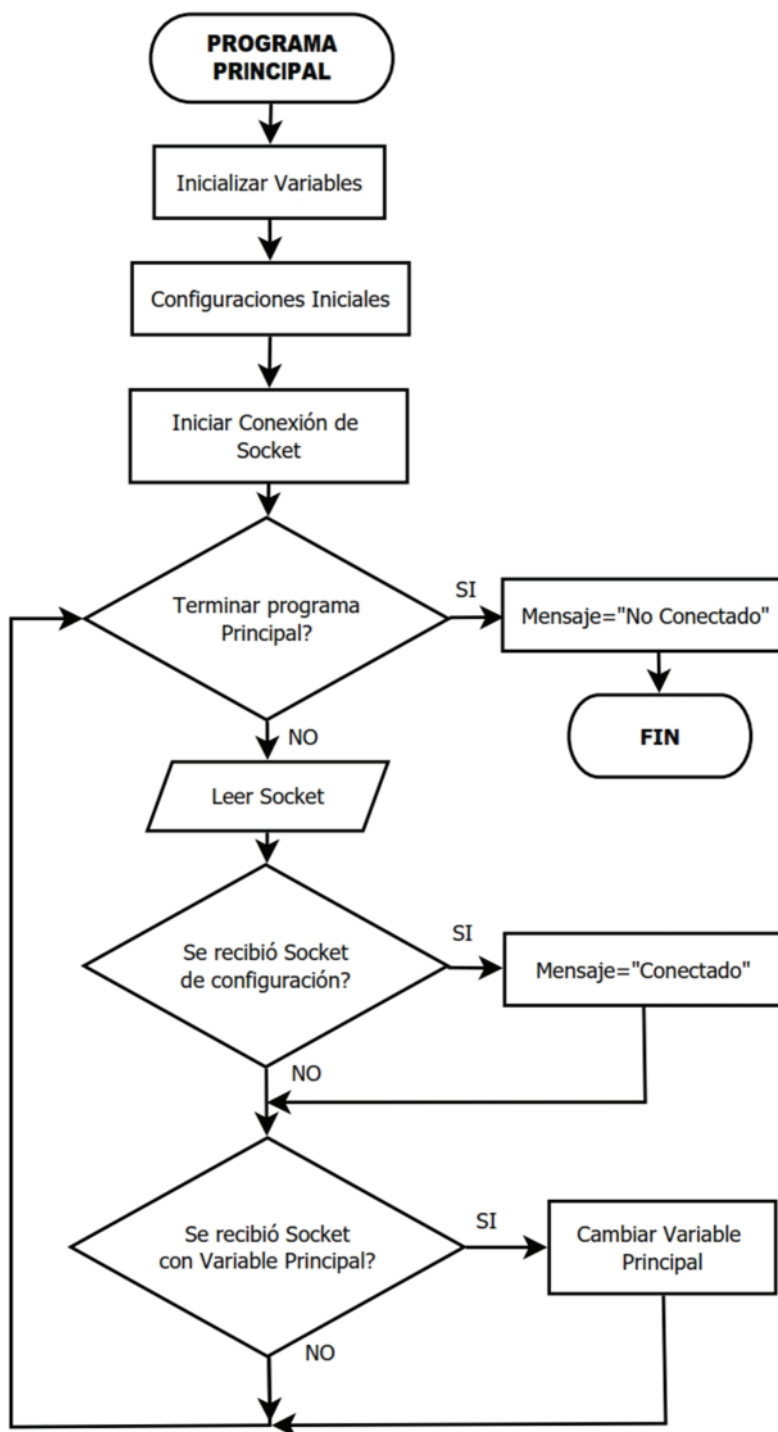 PROGRAMA
PRINCIPAL
Inicializar Variables
Configuraciones Iniciales
Iniciar Conexión de
Socket
Terminar programa
Principal?
SI
Mensaje="No Conectado"
FIN
NO
Leer Socket
Se recibió Socket
de configuración?
SI
Mensaje="Conectado"
NO
Se recibió Socket
con Variable Principal?
SI
Cambiar Variable
Principal
NO